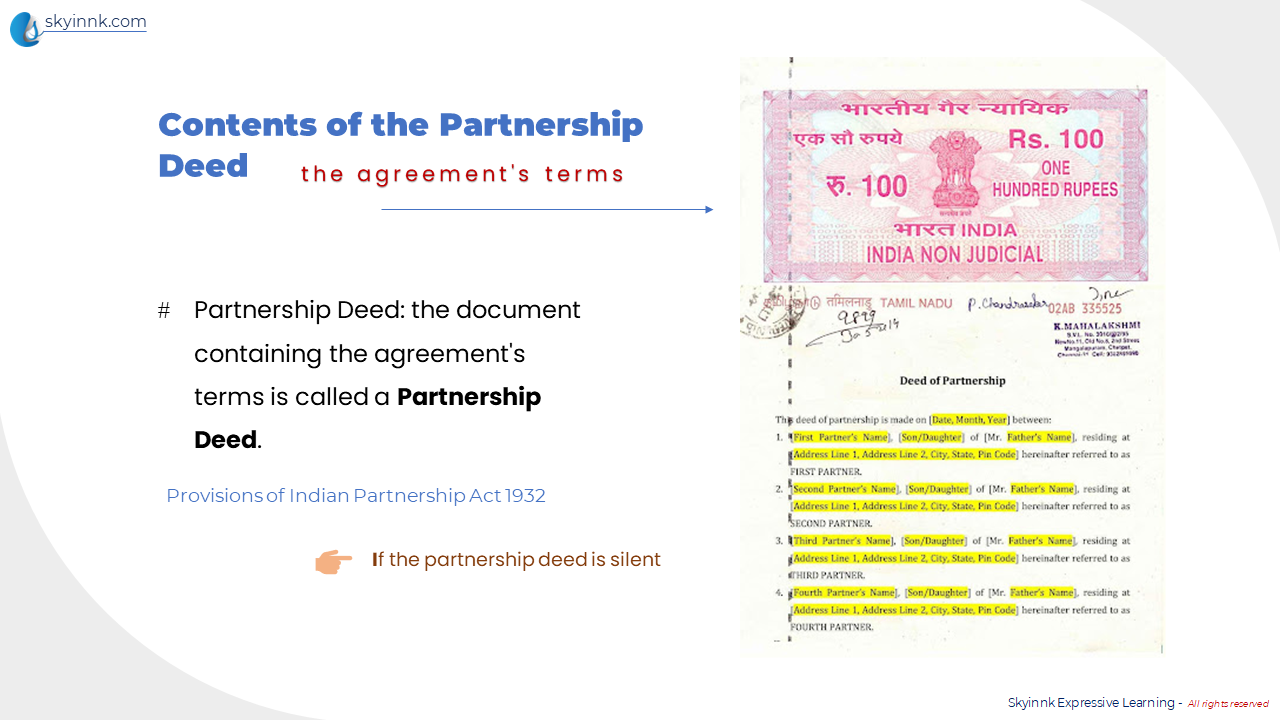 skyinnk.com
Contents of the Partnership
Deed
the agreement's terms
# Partnership Deed: the document
containing the agreement's
terms is called a Partnership
Deed.
Provisions of Indian Partnership Act 1932
If the partnership deed is silent
भारतीय गैर न्यायिक
एक सौ रुपये
Rs. 100
रु. 100
ONE
HUNDRED RUPEES
भारत INDIA
INDIA NON JUDICIAL
तमिलनाडु TAMIL NADU
P. Chandrasekar
02AB 335525
K.MAHALAKSHMI
Deed of Partnership
This deed of partnership is made on [Date, Month, Year] between:
1. [First Partner's Name], [Son/Daughter] of [Mr. Father's Name], residing at
[Address Line 1, Address Line 2, City, State, Pin Code] hereinafter referred to as
FIRST PARTNER.
2. [Second Partner's Name], [Son/Daughter] of [Mr. Father's Name], residing at
[Address Line 1, Address Line 2, City, State, Pin Code] hereinafter referred to as
SECOND PARTNER.
3. [Third Partner's Name], [Son/Daughter] of [Mr. Father's Name], residing at
[Address Line 1, Address Line 2, City, State, Pin Code] hereinafter referred to as
THIRD PARTNER.
4. [Fourth Partner's Name], [Son/Daughter] of [Mr. Father's Name], residing at
[Address Line 1, Address Line 2, City, State, Pin Code] hereinafter referred to as
FOURTH PARTNER.
Skyinnk Expressive Learning - All rights reserved